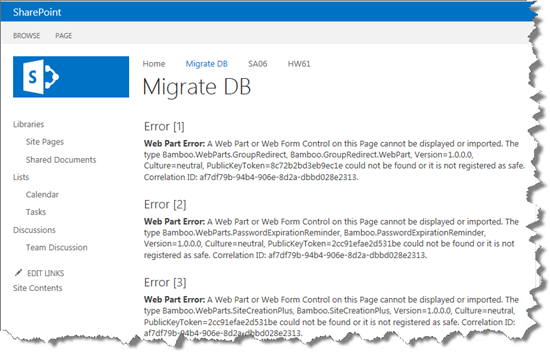 SharePoint
BROWSE PAGE
Home Migrate DB SA06 HW61
Migrate DB
Libraries
Site Pages
Shared Documents
Lists
Calendar
Tasks
Discussions
Team Discussion
EDIT LINKS
Site Contents
Error [1]
Web Part Error: A Web Part or Web Form Control on this Page cannot be displayed or imported. The
type Bamboo.WebParts.GroupRedirect, Bamboo.GroupRedirect.WebPart, Version=1.0.0.0,
Culture=neutral, PublicKeyToken=8c72b2bd3eb9ec1e could not be found or it is not registered as safe.
Correlation ID: af7df79b-94b4-906e-8d2a-dbbd028e2313.
Error [2]
Web Part Error: A Web Part or Web Form Control on this Page cannot be displayed or imported. The
type Bamboo.WebParts.PasswordExpirationReminder, Bamboo.PasswordExpirationReminder,
Version=1.0.0.0, Culture=neutral, PublicKeyToken=2cc91efae2d531be could not be found or it is not
registered as safe. Correlation ID: af7df79b-94b4-906e-8d2a-dbbd028e2313.
Error [3]
Web Part Error: A Web Part or Web Form Control on this Page cannot be displayed or imported. The
type Bamboo.WebParts.SiteCreationPlus, Bamboo.SiteCreationPlus, Version=1.0.0.0, Culture=neutral,
PublicKeyToken=2cc91efae2d531be could not be found or it is not registered as safe. Correlation ID:
af7df79b-94b4-906e-8d2a-dbbd028e2313.